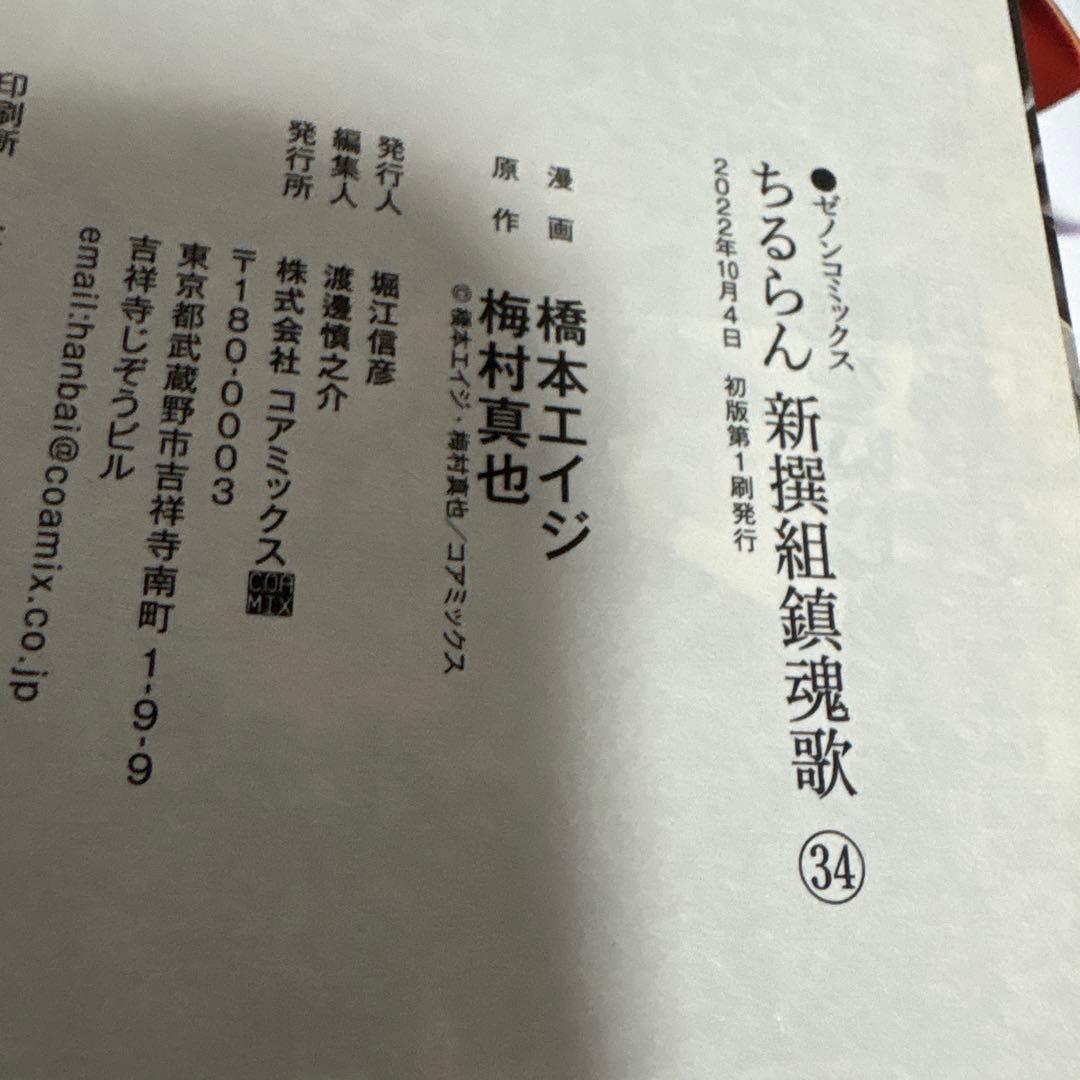 ●ゼノンコミックス
ちるらん 新撰組鎮魂歌 ㉞
2022年10月4日 初版第1刷発行
漫画 橋本エイジ
原作 梅村真也
©橋本エイジ・梅村真也/コアミックス
発行人 堀江信彦
編集人 渡邊慎之介
発行所 株式会社 コアミックス COAMIX
〒180-0003
東京都武蔵野市吉祥寺南町 1-9-9
吉祥寺じぞうビル
email:hanbai@coamix.co.jp
印刷所